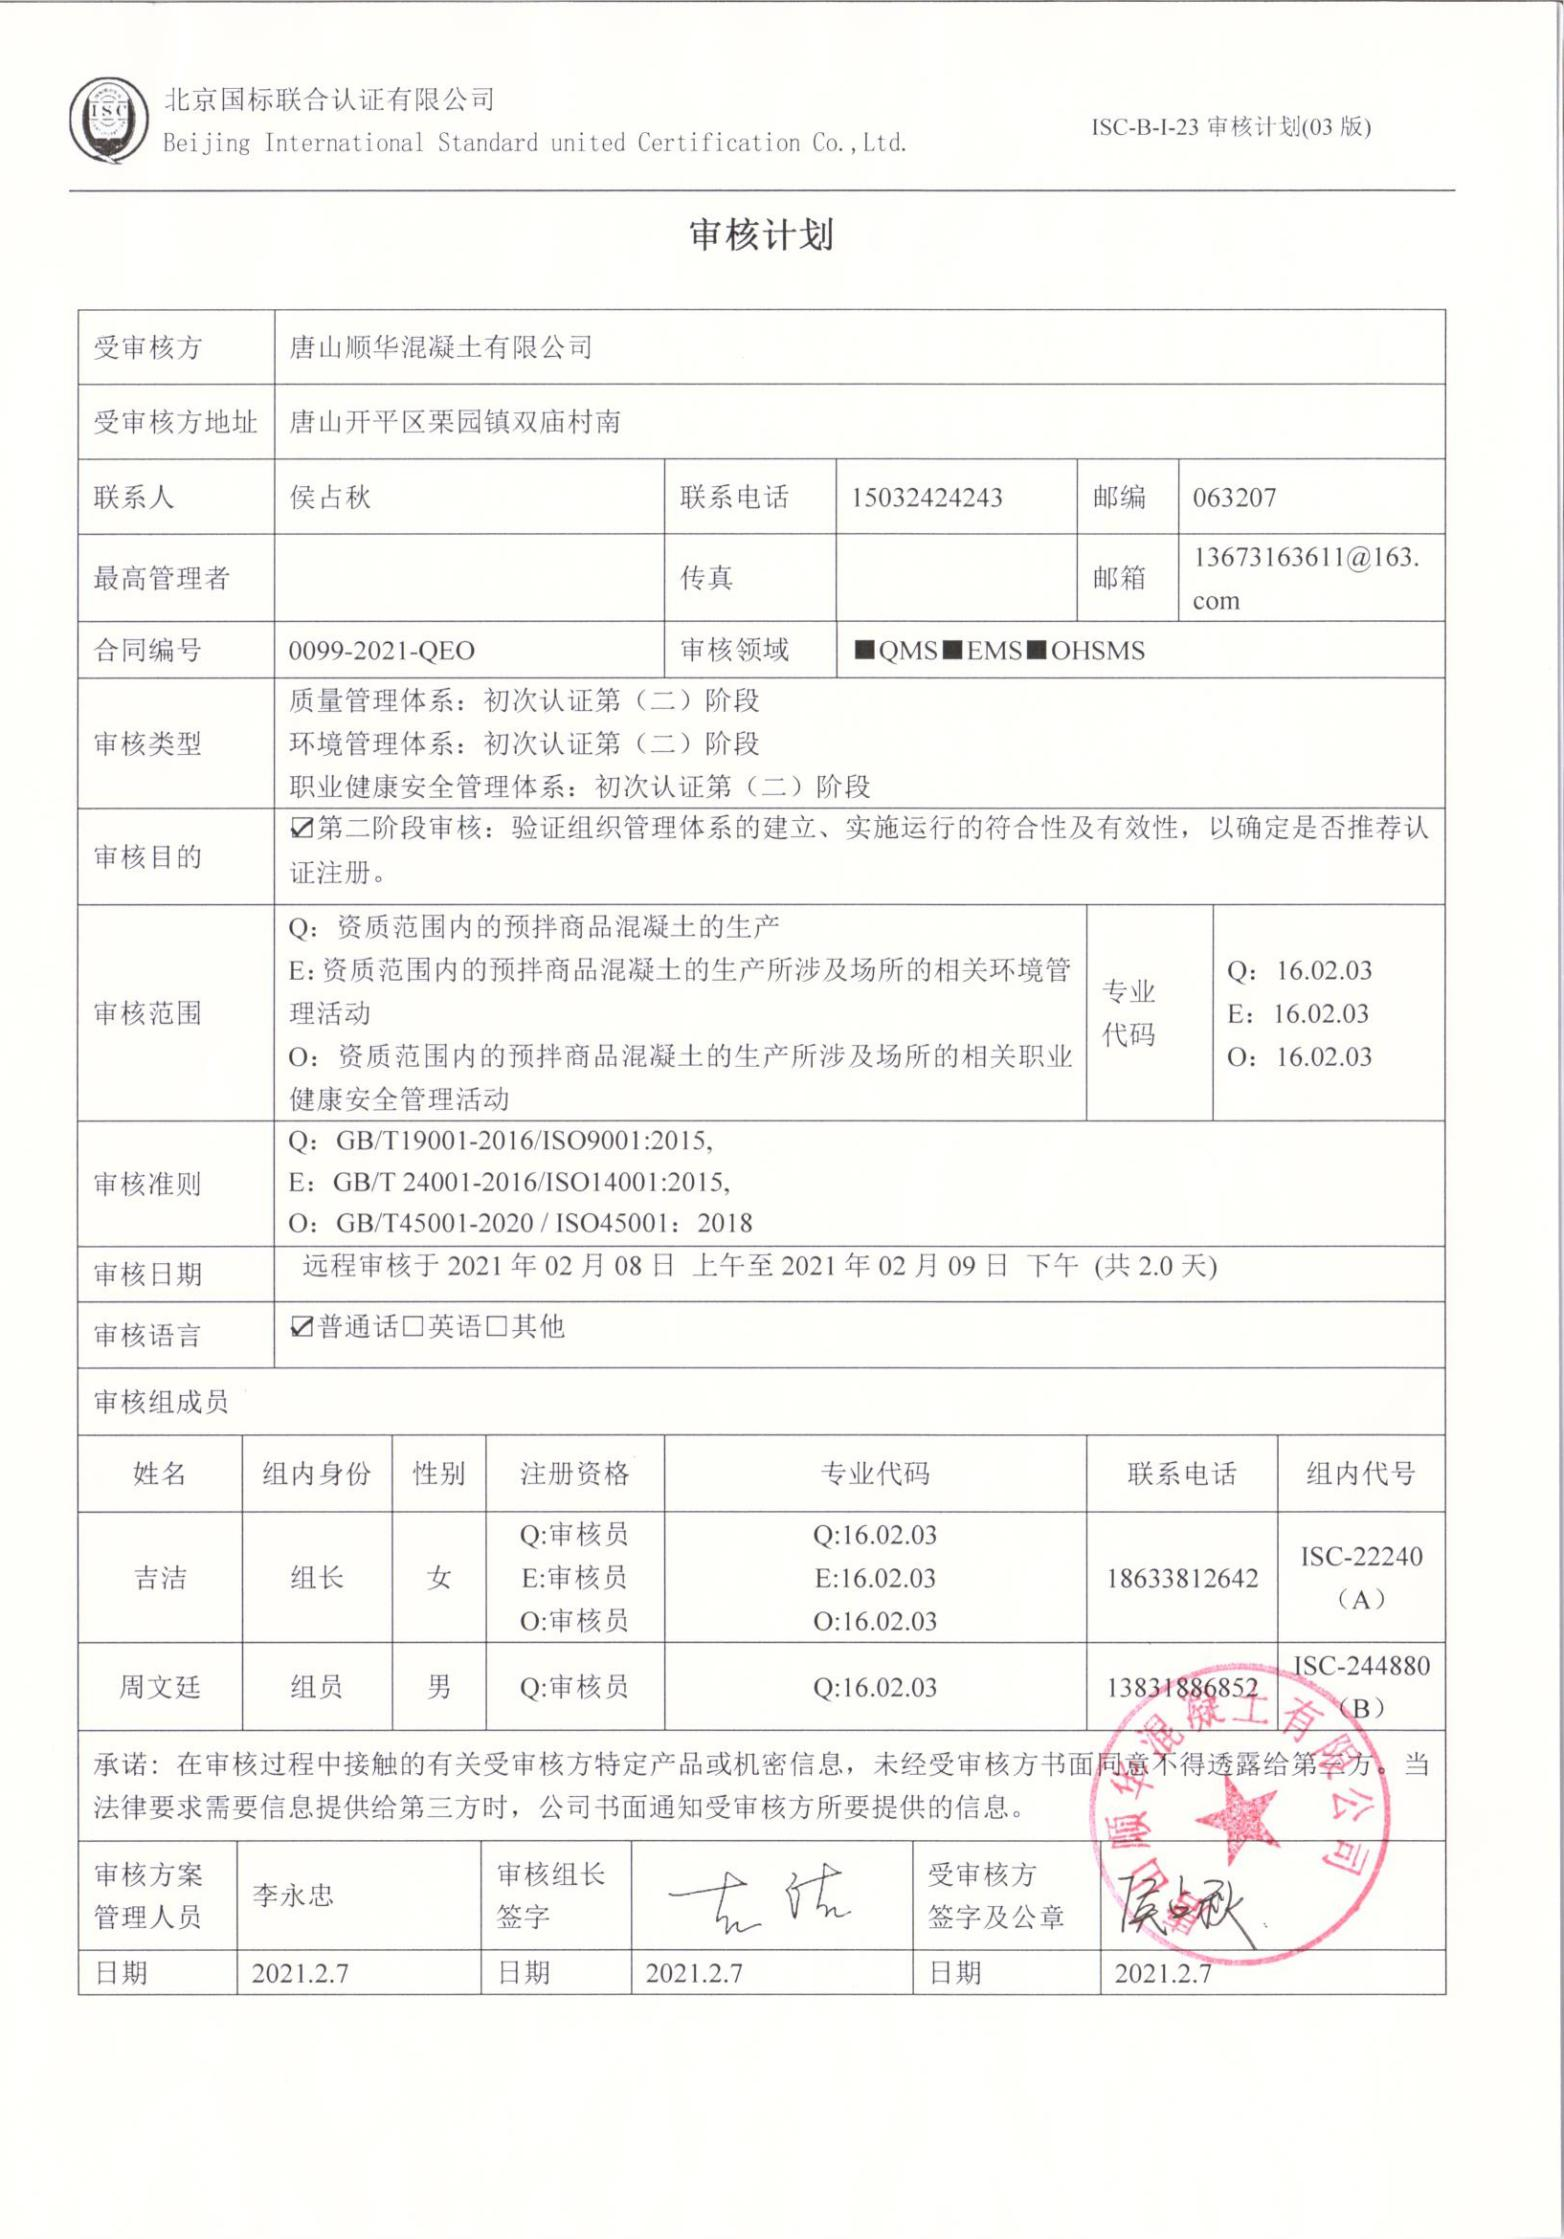 ISC
北京国标联合认证有限公司
Beijing International Standard united Certification Co.,Ltd.
ISC-B-I-23 审核计划(03 版)
审核计划
受审核方 唐山顺华混凝土有限公司
受审核方地址 唐山开平区栗园镇双庙村南
联系人 侯占秋 联系电话 15032424243 邮编 063207
最高管理者 传真 邮箱 13673163611@163.
com
合同编号 0099-2021-QEO 审核领域 ■QMS■EMS■OHSMS
审核类型
质量管理体系：初次认证第（二）阶段
环境管理体系：初次认证第（二）阶段
职业健康安全管理体系：初次认证第（二）阶段
审核目的
☑第二阶段审核：验证组织管理体系的建立、实施运行的符合性及有效性，以确定是否推荐认
证注册。
审核范围
Q：资质范围内的预拌商品混凝土的生产
E：资质范围内的预拌商品混凝土的生产所涉及场所的相关环境管
理活动
O：资质范围内的预拌商品混凝土的生产所涉及场所的相关职业
健康安全管理活动
专业
代码
Q：16.02.03
E：16.02.03
O：16.02.03
审核准则
Q：GB/T19001-2016/ISO9001:2015,
E：GB/T 24001-2016/ISO14001:2015,
O：GB/T45001-2020 / ISO45001：2018
审核日期 远程审核于 2021 年 02 月 08 日 上午至 2021 年 02 月 09 日 下午 (共 2.0 天)
审核语言 ☑普通话□英语□其他
审核组成员
姓名 组内身份 性别 注册资格 专业代码 联系电话 组内代号
吉洁 组长 女
Q:审核员
E:审核员
O:审核员
Q:16.02.03
E:16.02.03
O:16.02.03
18633812642
ISC-22240
（A）
周文廷 组员 男 Q:审核员 Q:16.02.03 13831886852
ISC-244880
（B）
承诺：在审核过程中接触的有关受审核方特定产品或机密信息，未经受审核方书面同意不得透露给第三方。当
法律要求需要信息提供给第三方时，公司书面通知受审核方所要提供的信息。
审核方案
管理人员
李永忠
审核组长
签字
吉洁
受审核方
签字及公章
侯占秋
唐山顺华混凝土有限公司
日期 2021.2.7 日期 2021.2.7 日期 2021.2.7